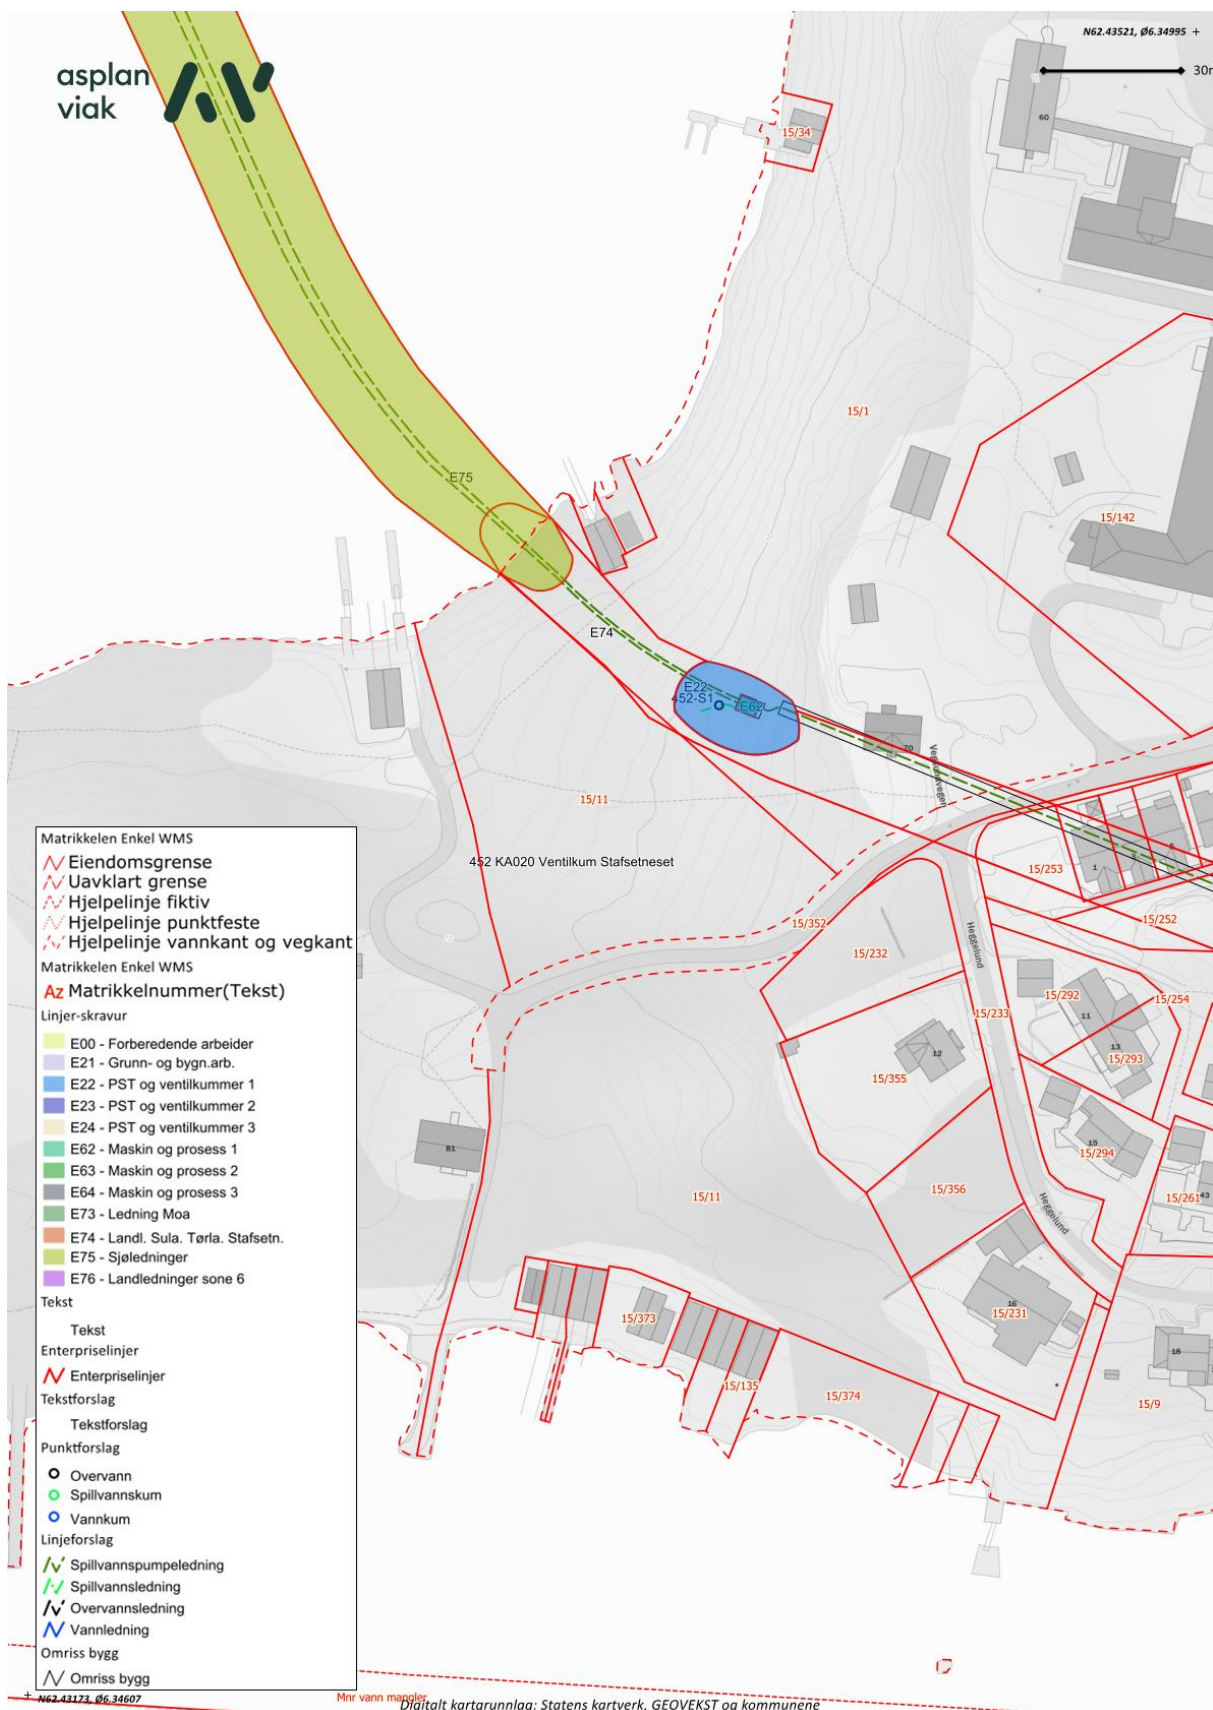 asplan
viak
N62.43521, Ø6.34995
30m
60
15/34
15/1
15/142
E75
E74
E22
452-S1
E62
70
Vegsundvegen
15/11
452 KA020 Ventilkum Stafsetneset
15/253
1
3
5
15/252
15/352
15/232
Heggelund
15/233
15/292
15/254
11
13
15/293
12
15/355
15
15/294
15/356
15/261
43
Heggelund
81
15/11
16
15/231
15/373
18
15/135
15/374
15/9
Matrikkelen Enkel WMS
Eiendomsgrense
Uavklart grense
Hjelpelinje fiktiv
Hjelpelinje punktfeste
Hjelpelinje vannkant og vegkant
Matrikkelen Enkel WMS
Az Matrikkelnummer(Tekst)
Linjer-skravur
E00 - Forberedende arbeider
E21 - Grunn- og bygn.arb.
E22 - PST og ventilkummer 1
E23 - PST og ventilkummer 2
E24 - PST og ventilkummer 3
E62 - Maskin og prosess 1
E63 - Maskin og prosess 2
E64 - Maskin og prosess 3
E73 - Ledning Moa
E74 - Landl. Sula. Tørla. Stafsetn.
E75 - Sjøledninger
E76 - Landledninger sone 6
Tekst
Tekst
Enterpriselinjer
Enterpriselinjer
Tekstforslag
Tekstforslag
Punktforslag
Overvann
Spillvannskum
Vannkum
Linjeforslag
Spillvannspumpeledning
Spillvannsledning
Overvannsledning
Vannledning
Omriss bygg
Omriss bygg
N62.43173, Ø6.34607
Mnr vann mangler
Digitalt kartgrunnlag: Statens kartverk, GEOVEKST og kommunene